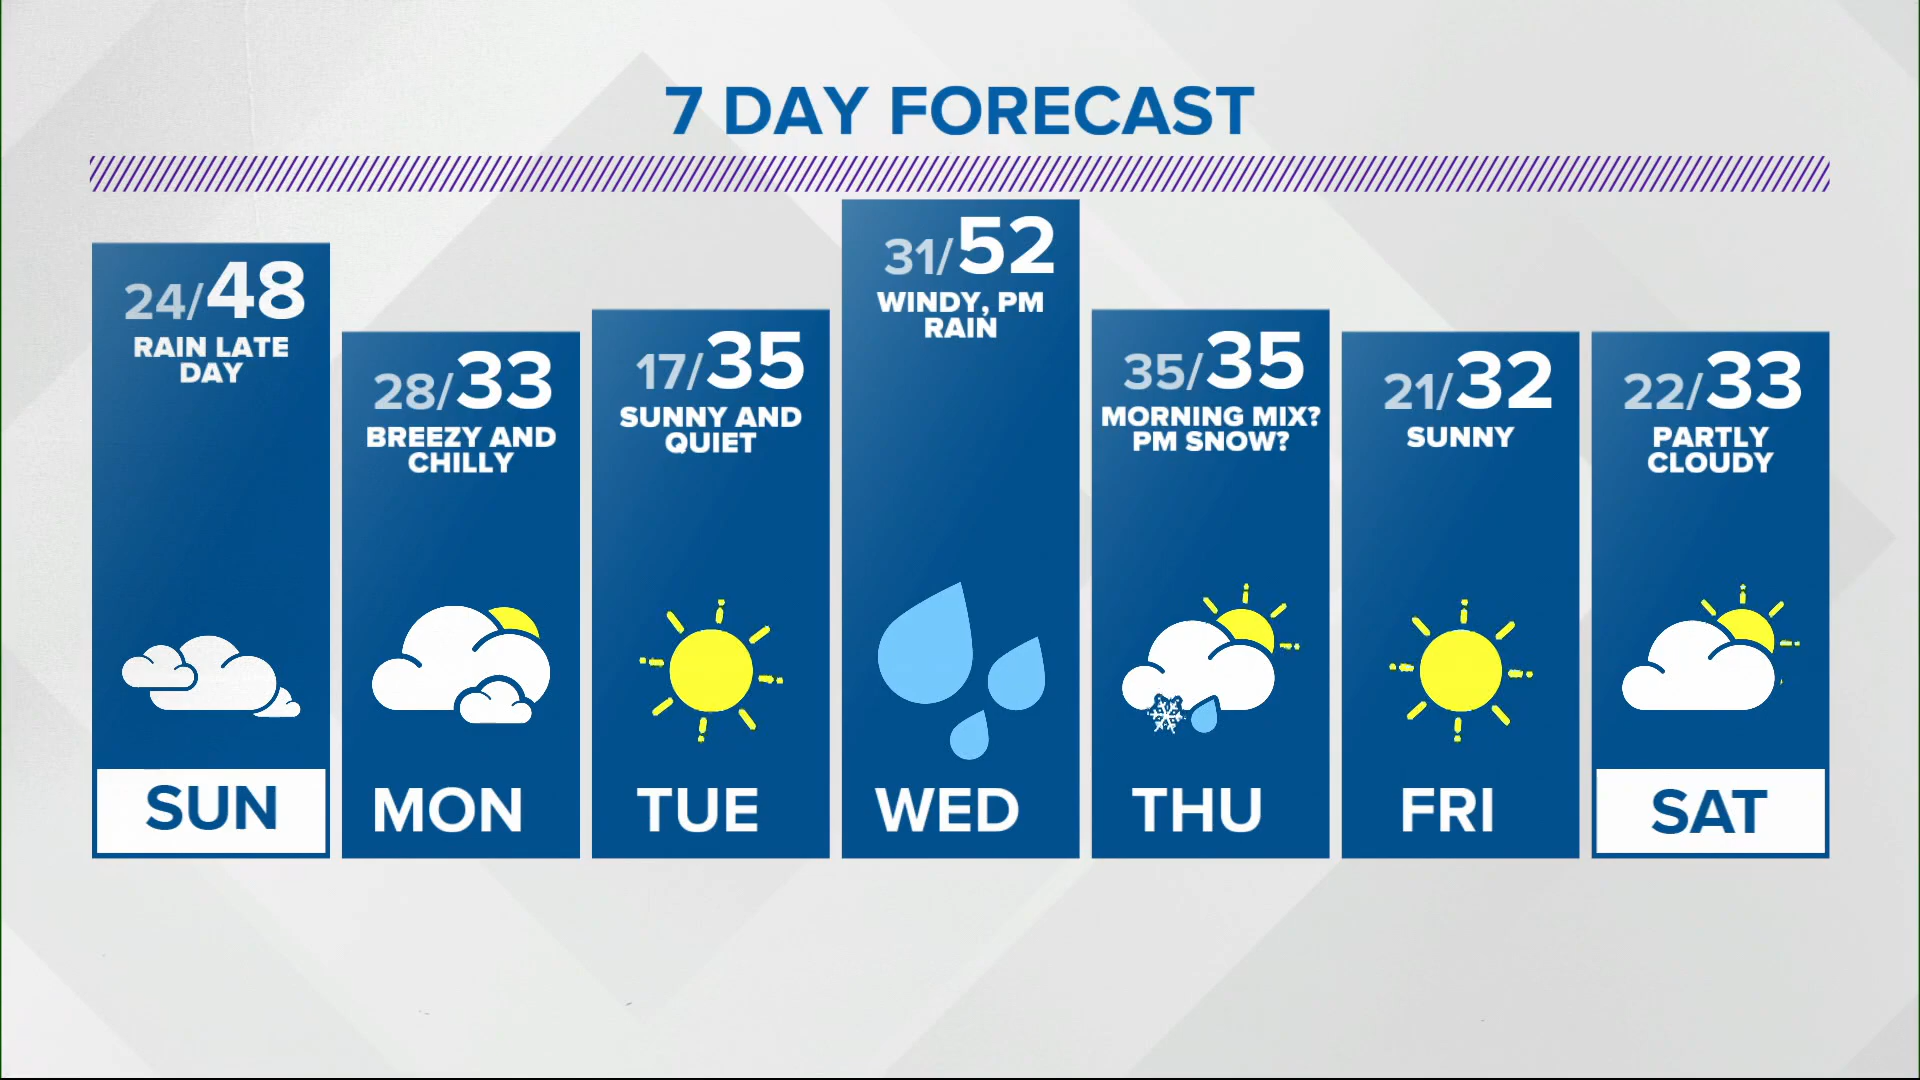 7 DAY FORECAST
24/48
RAIN LATE
DAY
SUN
28/33
BREEZY AND
CHILLY
MON
17/35
SUNNY AND
QUIET
TUE
31/52
WINDY, PM
RAIN
WED
35/35
MORNING MIX?
PM SNOW?
THU
21/32
SUNNY
FRI
22/33
PARTLY
CLOUDY
SAT